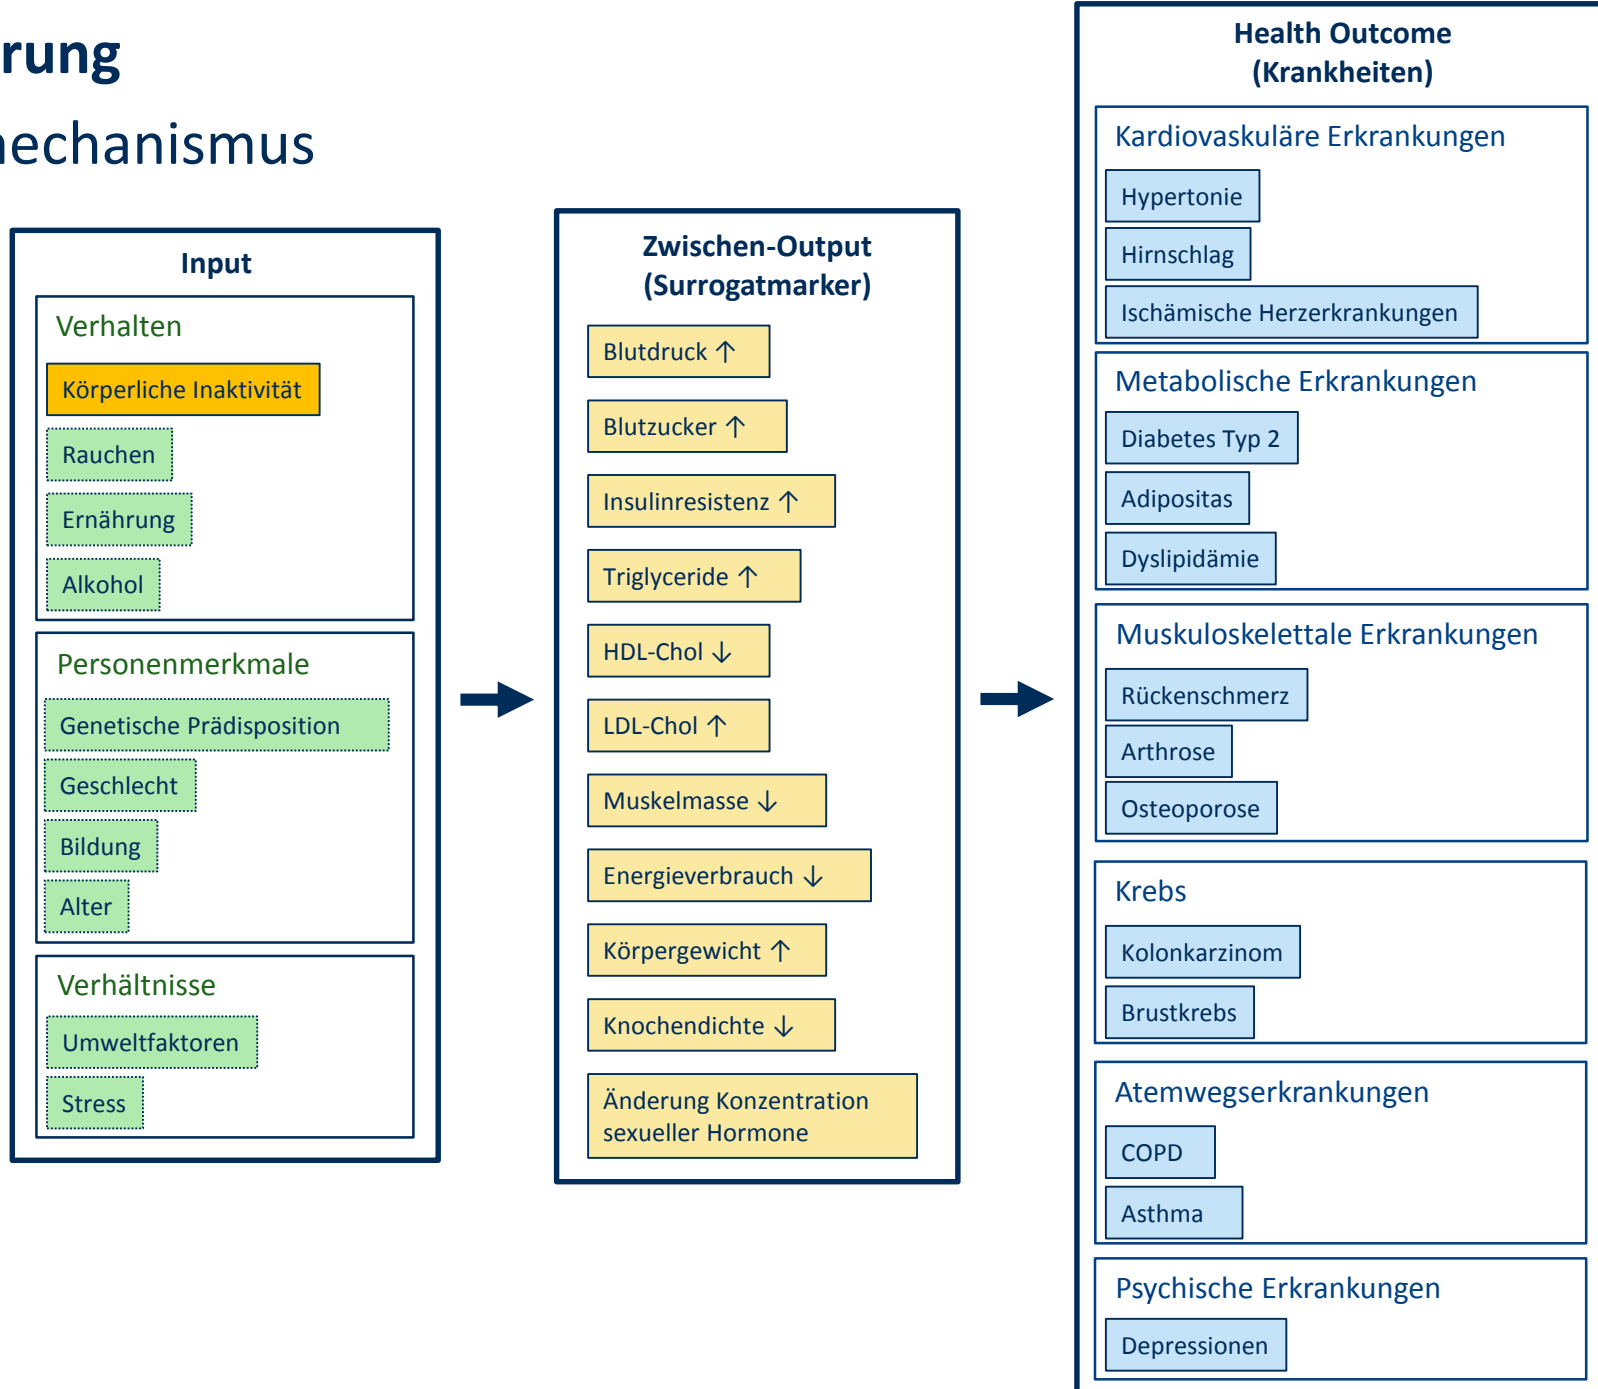 rung
mechanismus
Input
Verhalten
Körperliche Inaktivität
Rauchen
Ernährung
Alkohol
Personenmerkmale
Genetische Prädisposition
Geschlecht
Bildung
Alter
Verhältnisse
Umweltfaktoren
Stress
Zwischen-Output
(Surrogatmarker)
Blutdruck ↑
Blutzucker ↑
Insulinresistenz ↑
Triglyceride ↑
HDL-Chol ↓
LDL-Chol ↑
Muskelmasse ↓
Energieverbrauch ↓
Körpergewicht ↑
Knochendichte ↓
Änderung Konzentration
sexueller Hormone
Health Outcome
(Krankheiten)
Kardiovaskuläre Erkrankungen
Hypertonie
Hirnschlag
Ischämische Herzerkrankungen
Metabolische Erkrankungen
Diabetes Typ 2
Adipositas
Dyslipidämie
Muskuloskelettale Erkrankungen
Rückenschmerz
Arthrose
Osteoporose
Krebs
Kolonkarzinom
Brustkrebs
Atemwegserkrankungen
COPD
Asthma
Psychische Erkrankungen
Depressionen